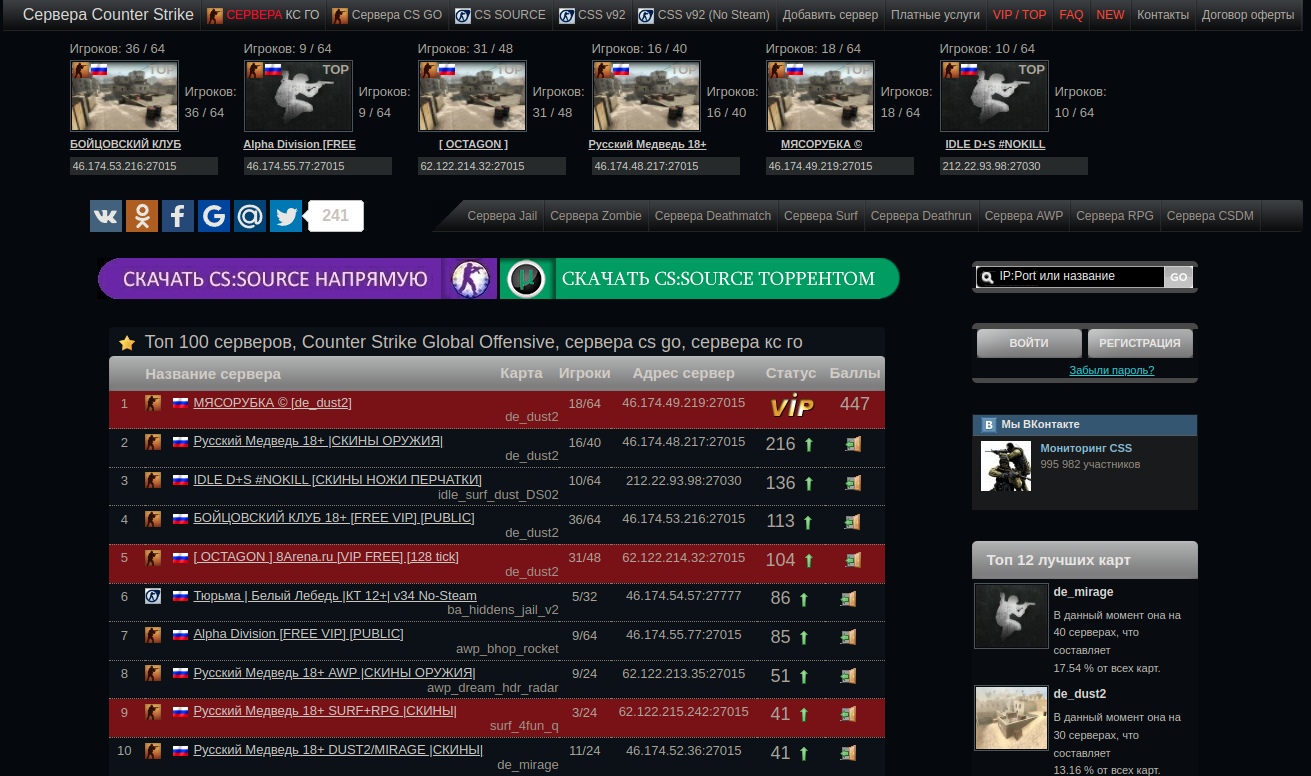 Сервера Counter Strike СЕРВЕРА КС ГО Сервера CS GO CS SOURCE CSS v92 CSS v92 (No Steam) Добавить сервер Платные услуги VIP / TOP FAQ NEW Контакты Договор оферты
Игроков: 36 / 64 Игроков: 9 / 64 Игроков: 31 / 48 Игроков: 16 / 40 Игроков: 18 / 64 Игроков: 10 / 64
TOP TOP TOP TOP TOP TOP
Игроков: Игроков: Игроков: Игроков: Игроков: Игроков:
36 / 64 9 / 64 31 / 48 16 / 40 18 / 64 10 / 64
БОЙЦОВСКИЙ КЛУБ Alpha Division [FREE [ OCTAGON ] Русский Медведь 18+ МЯСОРУБКА © IDLE D+S #NOKILL
46.174.53.216:27015 46.174.55.77:27015 62.122.214.32:27015 46.174.48.217:27015 46.174.49.219:27015 212.22.93.98:27030
241 Сервера Jail Сервера Zombie Сервера Deathmatch Сервера Surf Сервера Deathrun Сервера AWP Сервера RPG Сервера CSDM
СКАЧАТЬ CS:SOURCE НАПРЯМУЮ СКАЧАТЬ CS:SOURCE ТОРРЕНТОМ
IP:Port или название GO
Топ 100 серверов, Counter Strike Global Offensive, сервера cs go, сервера кс го
Название сервера Карта Игроки Адрес сервер Статус Баллы
1 МЯСОРУБКА © [de_dust2] de_dust2 18/64 46.174.49.219:27015 ViP 447
2 Русский Медведь 18+ |СКИНЫ ОРУЖИЯ| de_dust2 16/40 46.174.48.217:27015 216
3 IDLE D+S #NOKILL [СКИНЫ НОЖИ ПЕРЧАТКИ] idle_surf_dust_DS02 10/64 212.22.93.98:27030 136
4 БОЙЦОВСКИЙ КЛУБ 18+ [FREE VIP] [PUBLIC] de_dust2 36/64 46.174.53.216:27015 113
5 [ OCTAGON ] 8Arena.ru [VIP FREE] [128 tick] de_dust2 31/48 62.122.214.32:27015 104
6 Тюрьма | Белый Лебедь |КТ 12+| v34 No-Steam ba_hiddens_jail_v2 5/32 46.174.54.57:27777 86
7 Alpha Division [FREE VIP] [PUBLIC] awp_bhop_rocket 9/64 46.174.55.77:27015 85
8 Русский Медведь 18+ AWP |СКИНЫ ОРУЖИЯ| awp_dream_hdr_radar 9/24 62.122.213.35:27015 51
9 Русский Медведь 18+ SURF+RPG |СКИНЫ| surf_4fun_q 3/24 62.122.215.242:27015 41
10 Русский Медведь 18+ DUST2/MIRAGE |СКИНЫ| de_mirage 11/24 46.174.52.36:27015 41
ВОЙТИ РЕГИСТРАЦИЯ
Забыли пароль?
Мы ВКонтакте
Мониторинг CSS
995 982 участников
Топ 12 лучших карт
de_mirage
В данный момент она на
40 серверах, что
составляет
17.54 % от всех карт.
de_dust2
В данный момент она на
30 серверах, что
составляет
13.16 % от всех карт.